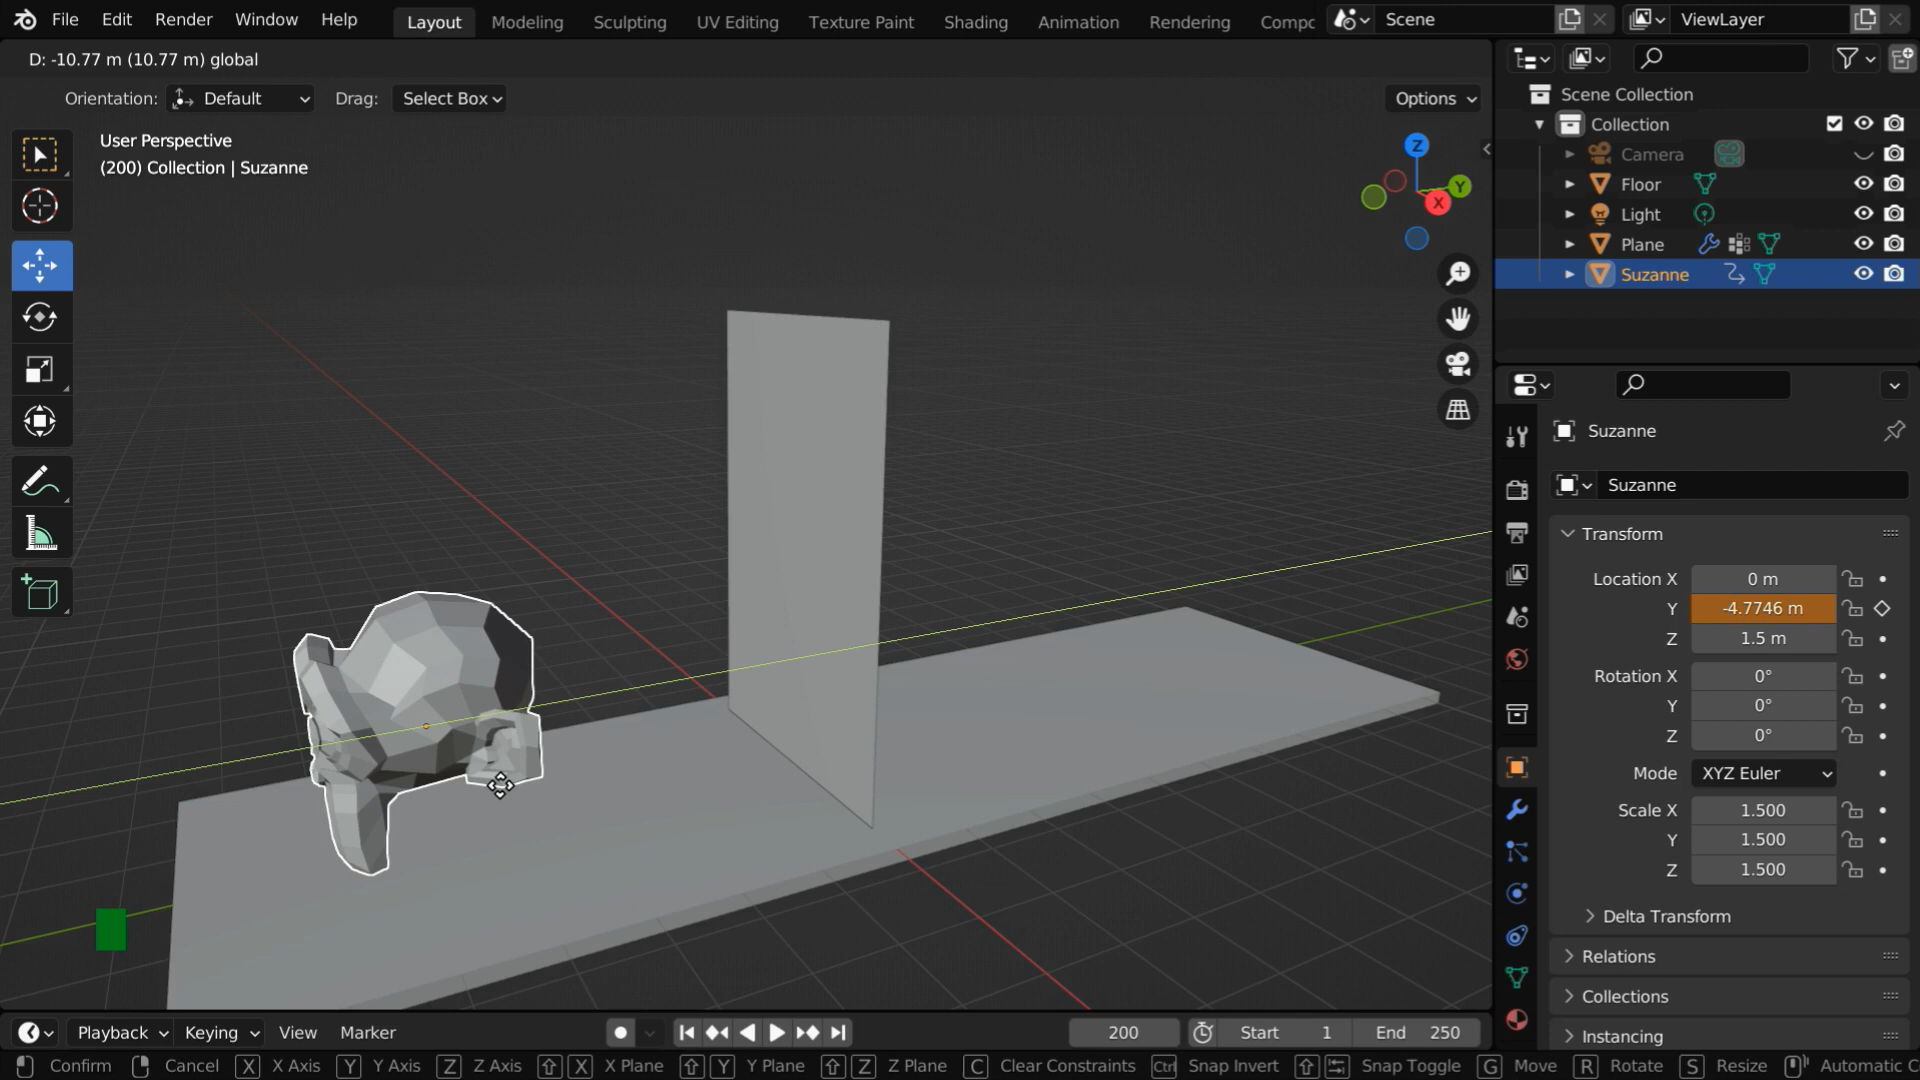 File Edit Render Window Help Layout Modeling Sculpting UV Editing Texture Paint Shading Animation Rendering Compc Scene ViewLayer
D: -10.77 m (10.77 m) global
Orientation: Default Drag: Select Box Options
User Perspective
(200) Collection | Suzanne
Z
Y
X
Scene Collection
Collection
Camera
Floor
Light
Plane
Suzanne
Suzanne
Suzanne
Transform
Location X 0 m
Y -4.7746 m
Z 1.5 m
Rotation X 0°
Y 0°
Z 0°
Mode XYZ Euler
Scale X 1.500
Y 1.500
Z 1.500
Delta Transform
Relations
Collections
Instancing
Playback Keying View Marker 200 Start 1 End 250
Confirm Cancel X X Axis Y Y Axis Z Z Axis X X Plane Y Y Plane Z Z Plane C Clear Constraints Ctrl Snap Invert Snap Toggle G Move R Rotate S Resize Automatic C